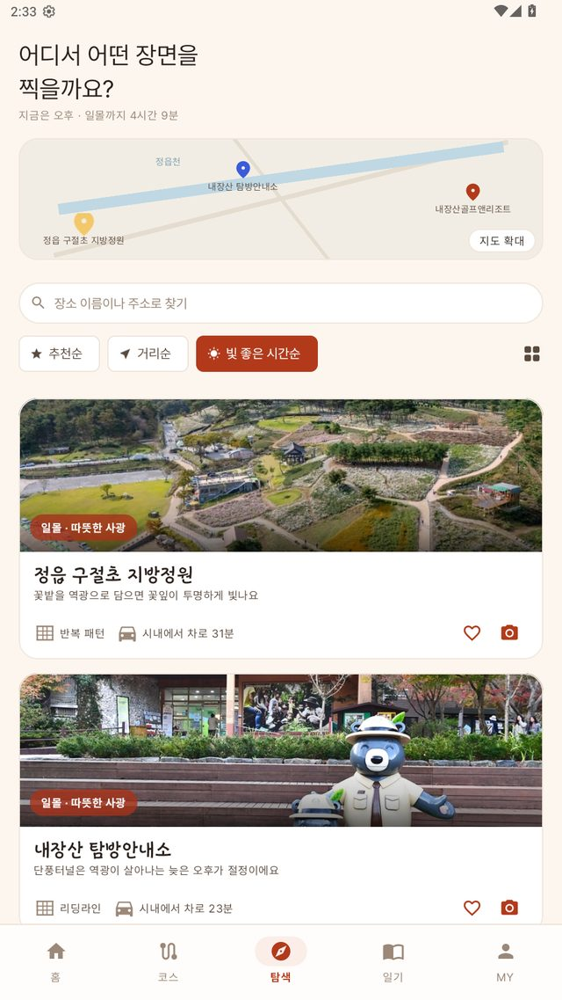 2:33
어디서 어떤 장면을
찍을까요?
지금은 오후 · 일몰까지 4시간 9분
정읍천
내장산 탐방안내소
내장산골프앤리조트
정읍 구절초 지방정원
지도 확대
장소 이름이나 주소로 찾기
추천순
거리순
빛 좋은 시간순
일몰 · 따뜻한 사광
정읍 구절초 지방정원
꽃밭을 역광으로 담으면 꽃잎이 투명하게 빛나요
반복 패턴
시내에서 차로 31분
일몰 · 따뜻한 사광
내장산 탐방안내소
단풍터널은 역광이 살아나는 늦은 오후가 절정이에요
리딩라인
시내에서 차로 23분
홈
코스
탐색
일기
MY